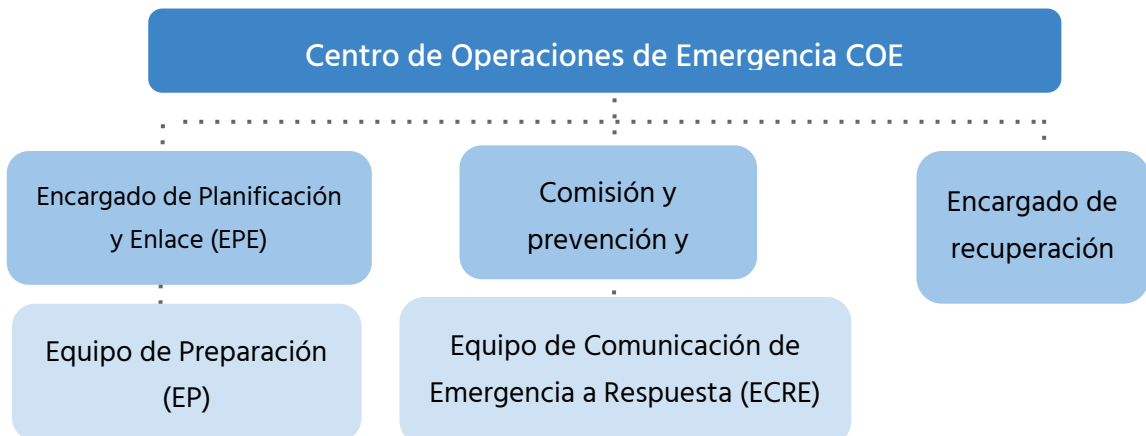 Centro de Operaciones de Emergencia COE
Encargado de Planificación
y Enlace (EPE)
Comisión y
prevención y
Encargado de
recuperación
Equipo de Preparación
(EP)
Equipo de Comunicación de
Emergencia a Respuesta (ECRE)